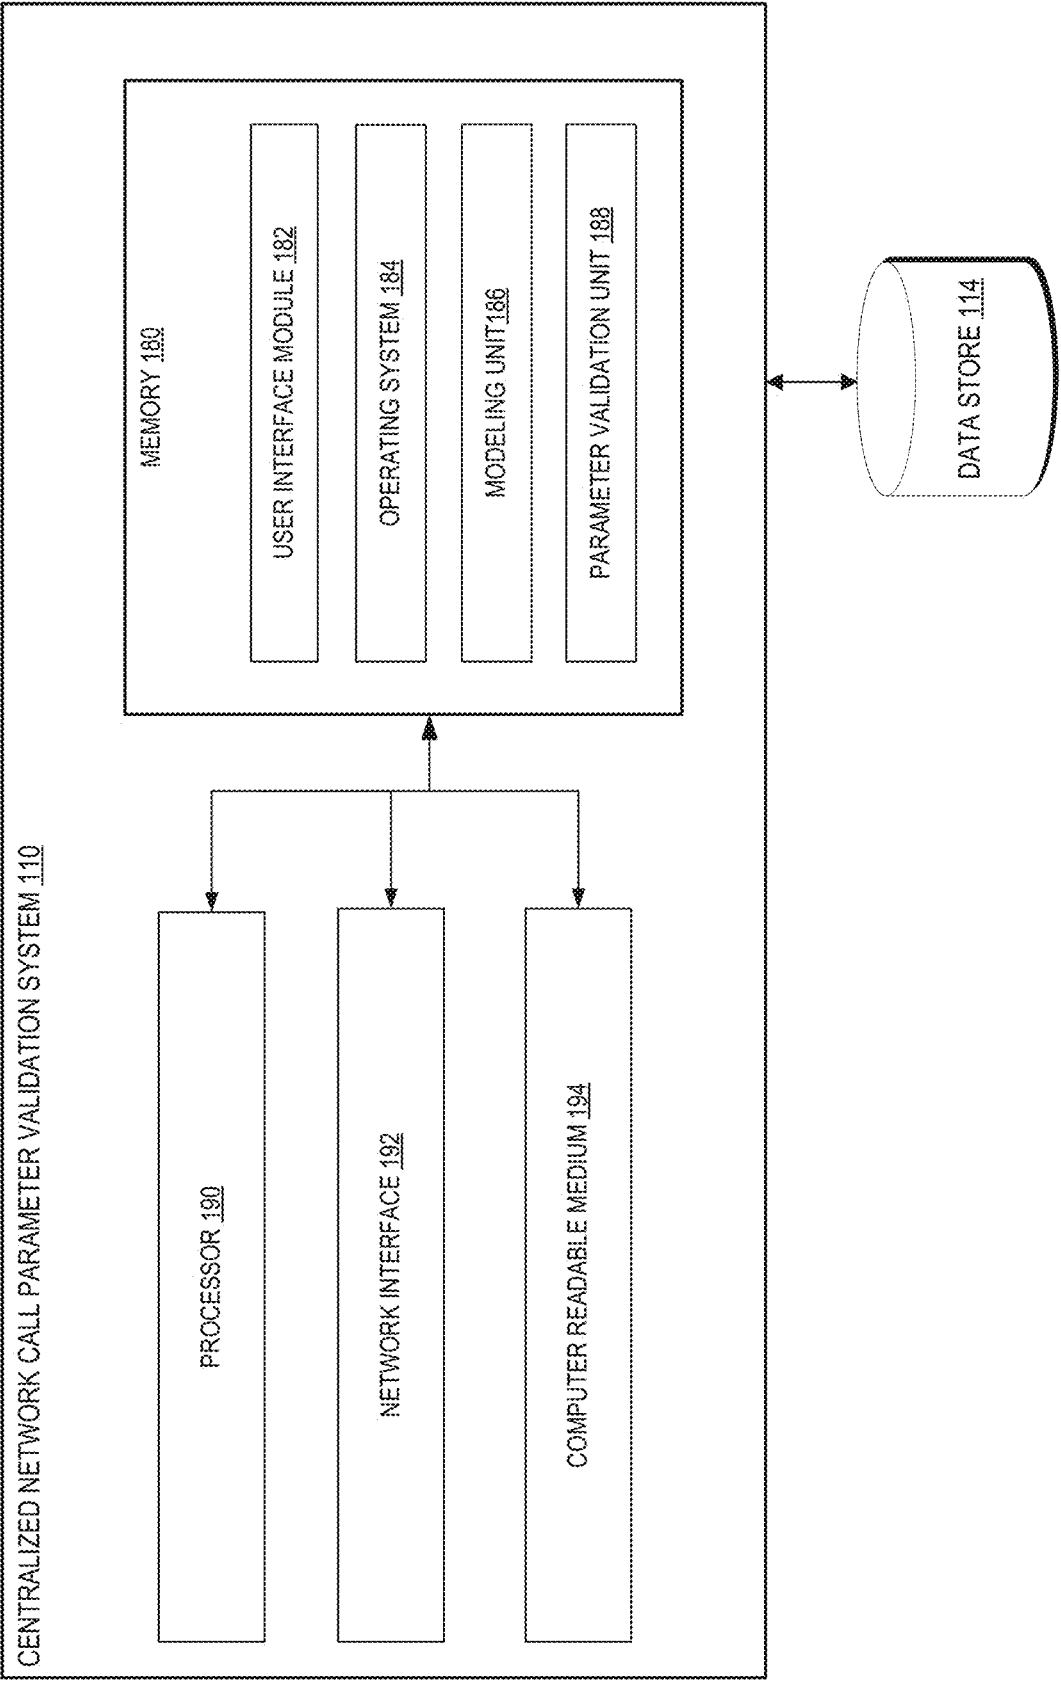 CENTRALIZED NETWORK CALL PARAMETER VALIDATION SYSTEM 110
PROCESSOR 190
NETWORK INTERFACE 192
COMPUTER READABLE MEDIUM 194
MEMORY 180
USER INTERFACE MODULE 182
OPERATING SYSTEM 184
MODELING UNIT186
PARAMETER VALIDATION UNIT 188
DATA STORE 114